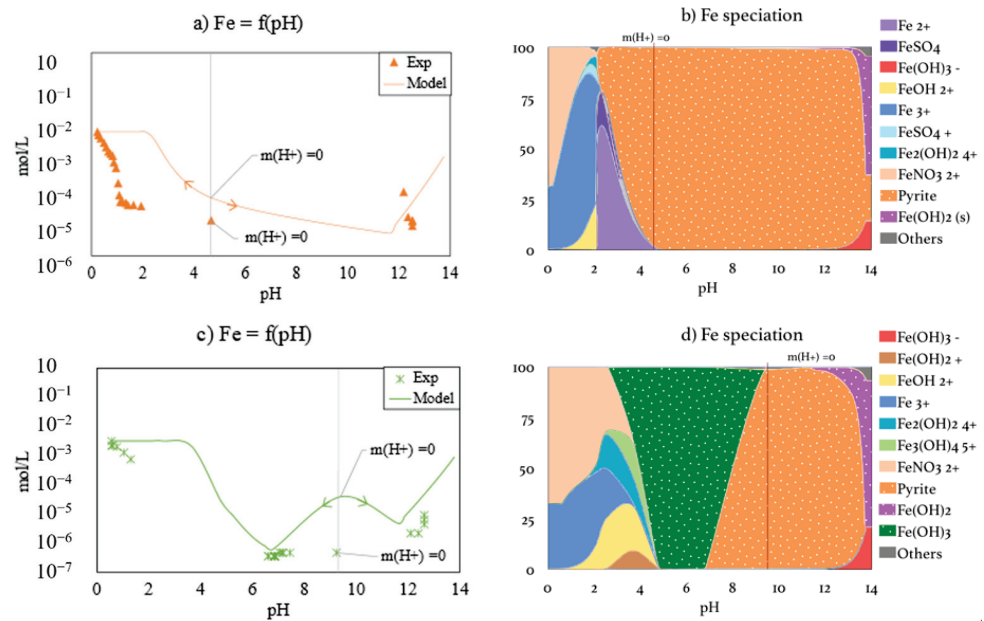 a) Fe = f(pH)
10
10⁻¹
10⁻²
10⁻³
10⁻⁴
10⁻⁵
10⁻⁶
mol/L
Exp
Model
m(H+) =0
m(H+) =0
0 2 4 6 8 10 12 14
pH
b) Fe speciation
m(H+) =0
100
75
50
25
0
0 2 4 6 8 10 12 14
pH
Fe 2+
FeSO4
Fe(OH)3 -
FeOH 2+
Fe 3+
FeSO4 +
Fe2(OH)2 4+
FeNO3 2+
Pyrite
Fe(OH)2 (s)
Others
c) Fe = f(pH)
10
10⁻¹
10⁻²
10⁻³
10⁻⁴
10⁻⁵
10⁻⁶
10⁻⁷
mol/L
Exp
Model
m(H+) =0
m(H+) =0
0 2 4 6 8 10 12 14
pH
d) Fe speciation
m(H+) =0
100
75
50
25
0
0 2 4 6 8 10 12 14
pH
Fe(OH)3 -
Fe(OH)2 +
FeOH 2+
Fe 3+
Fe2(OH)2 4+
Fe3(OH)4 5+
FeNO3 2+
Pyrite
Fe(OH)2
Fe(OH)3
Others